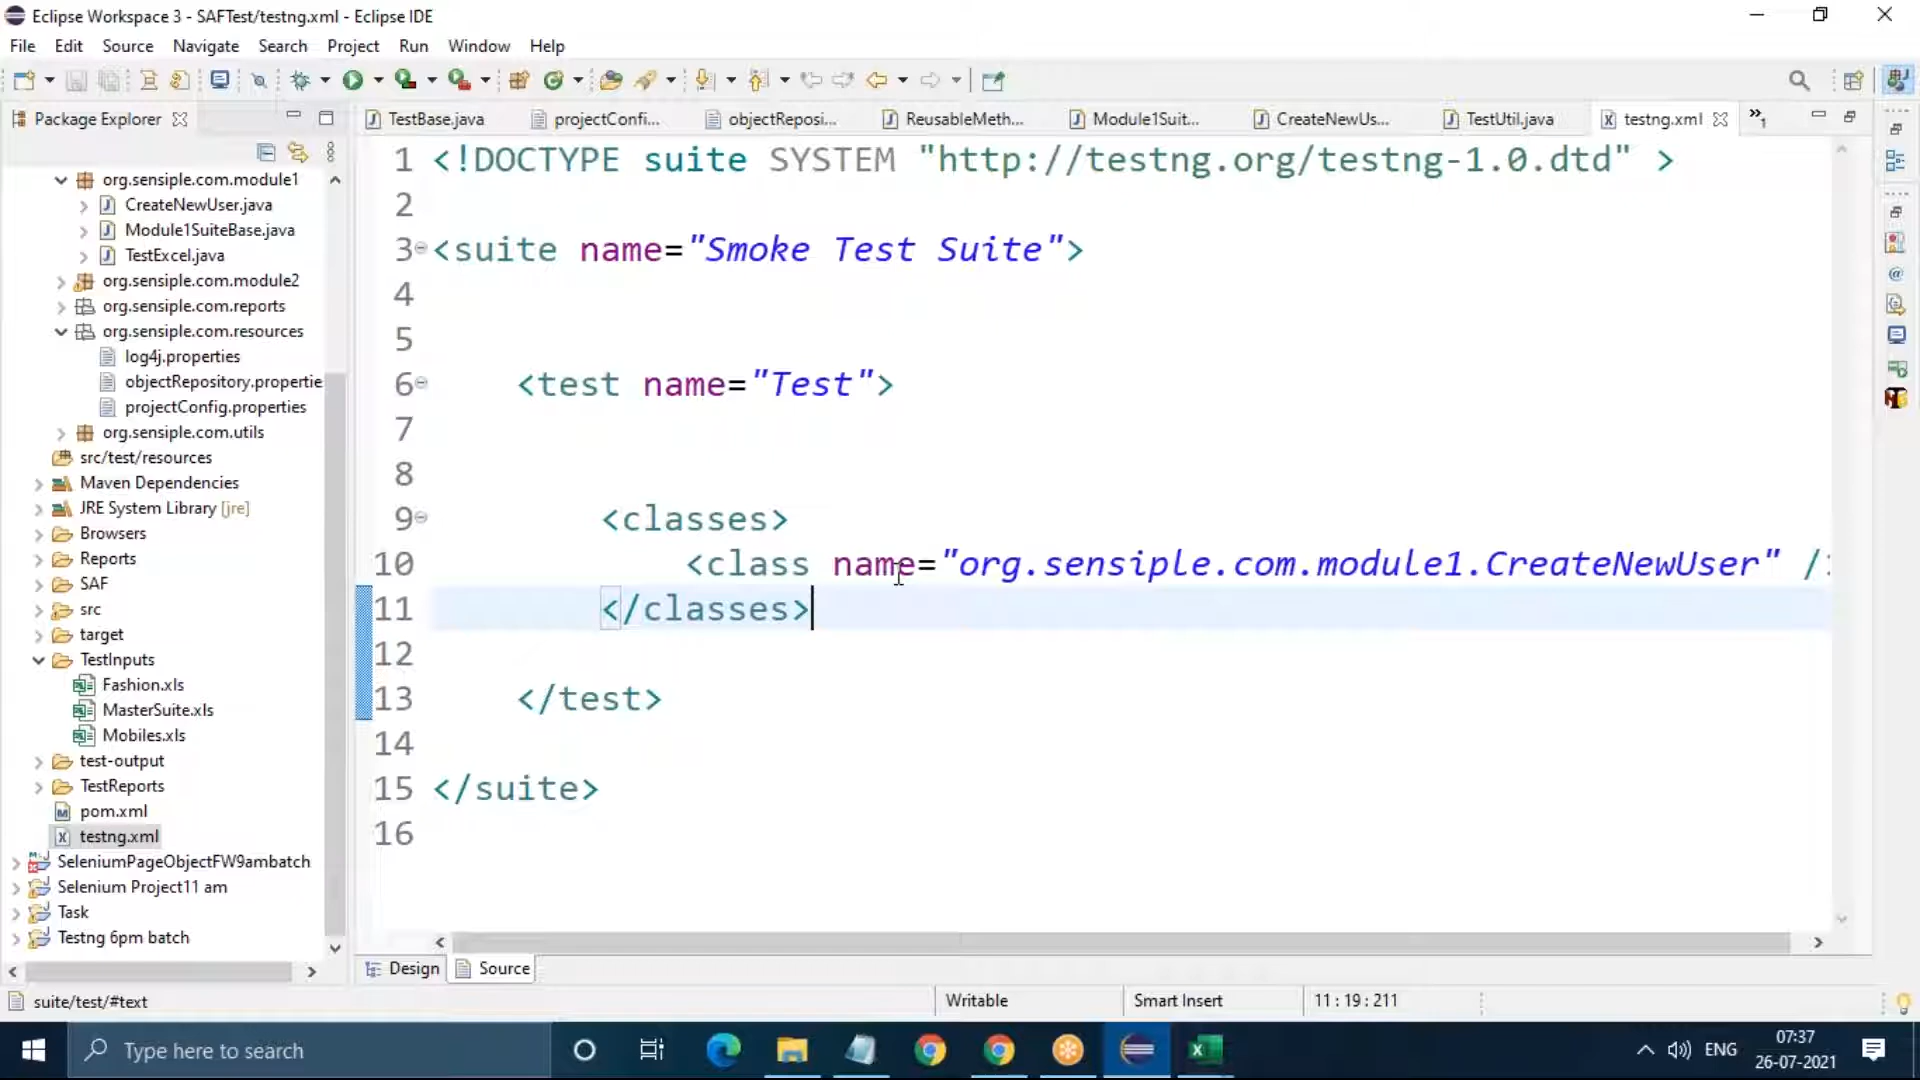 Eclipse Workspace 3 - SAFTest/testng.xml - Eclipse IDE
File Edit Source Navigate Search Project Run Window Help
Package Explorer
TestBase.java projectConfi... objectReposi... ReusableMeth... Module1Suit... CreateNewUs... TestUtil.java testng.xml »1
org.sensiple.com.module1
CreateNewUser.java
Module1SuiteBase.java
TestExcel.java
org.sensiple.com.module2
org.sensiple.com.reports
org.sensiple.com.resources
log4j.properties
objectRepository.propertie
projectConfig.properties
org.sensiple.com.utils
src/test/resources
Maven Dependencies
JRE System Library [jre]
Browsers
Reports
SAF
src
target
TestInputs
Fashion.xls
MasterSuite.xls
Mobiles.xls
test-output
TestReports
pom.xml
testng.xml
SeleniumPageObjectFW9ambatch
Selenium Project11 am
Task
Testng 6pm batch
1 <!DOCTYPE suite SYSTEM "http://testng.org/testng-1.0.dtd" >
2
3 <suite name="Smoke Test Suite">
4
5
6 <test name="Test">
7
8
9 <classes>
10 <class name="org.sensiple.com.module1.CreateNewUser" /
11 </classes>
12
13 </test>
14
15 </suite>
16
Design Source
suite/test/#text Writable Smart Insert 11 : 19 : 211
Type here to search
ENG
07:37
26-07-2021